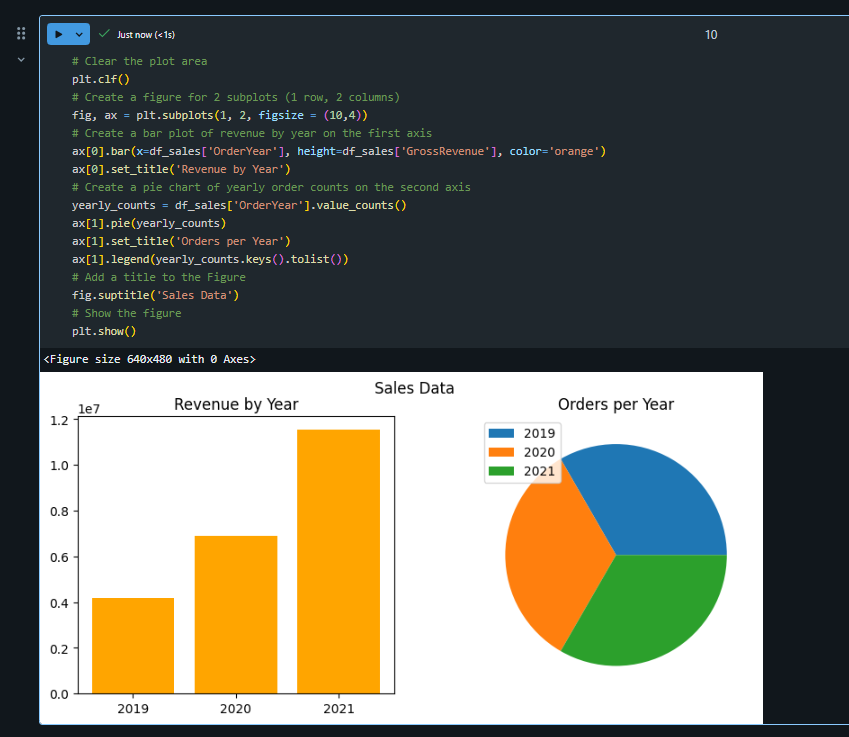 Just now (<1s)
10
# Clear the plot area
plt.clf()
# Create a figure for 2 subplots (1 row, 2 columns)
fig, ax = plt.subplots(1, 2, figsize = (10,4))
# Create a bar plot of revenue by year on the first axis
ax[0].bar(x=df_sales['OrderYear'], height=df_sales['GrossRevenue'], color='orange')
ax[0].set_title('Revenue by Year')
# Create a pie chart of yearly order counts on the second axis
yearly_counts = df_sales['OrderYear'].value_counts()
ax[1].pie(yearly_counts)
ax[1].set_title('Orders per Year')
ax[1].legend(yearly_counts.keys().tolist())
# Add a title to the Figure
fig.suptitle('Sales Data')
# Show the figure
plt.show()
<Figure size 640x480 with 0 Axes>
Sales Data
Revenue by Year
1e7
1.2
1.0
0.8
0.6
0.4
0.2
0.0
2019
2020
2021
Orders per Year
2019
2020
2021